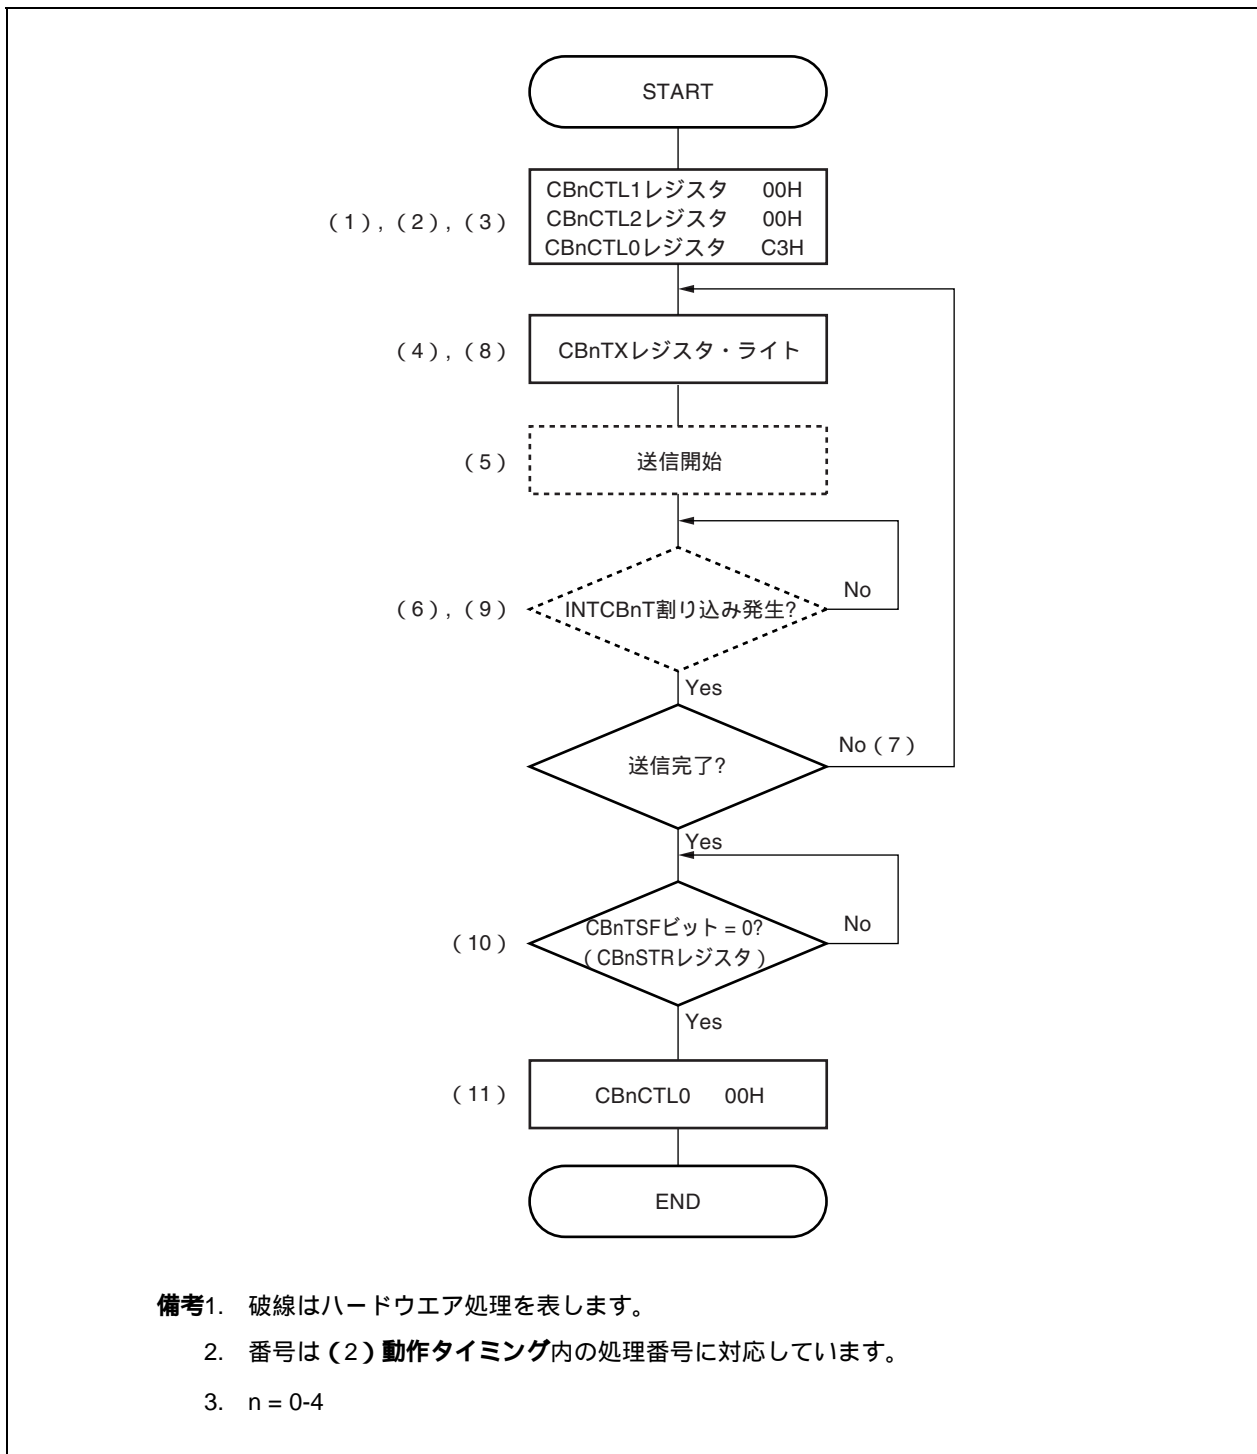 START
CBnCTL1レジスタ 00H
(1), (2), (3) CBnCTL2レジスタ 00H
CBnCTL0レジスタ C3H
(4), (8) CBnTXレジスタ・ライト
(5) 送信開始
(6), (9) INTCBnT割り込み発生? No
Yes
送信完了? No(7)
Yes
CBnTSFビット = 0? No
(10) (CBnSTRレジスタ)
Yes
(11) CBnCTL0 00H
END
備考1. 破線はハードウエア処理を表します。
2. 番号は(2)動作タイミング内の処理番号に対応しています。
3. n = 0-4